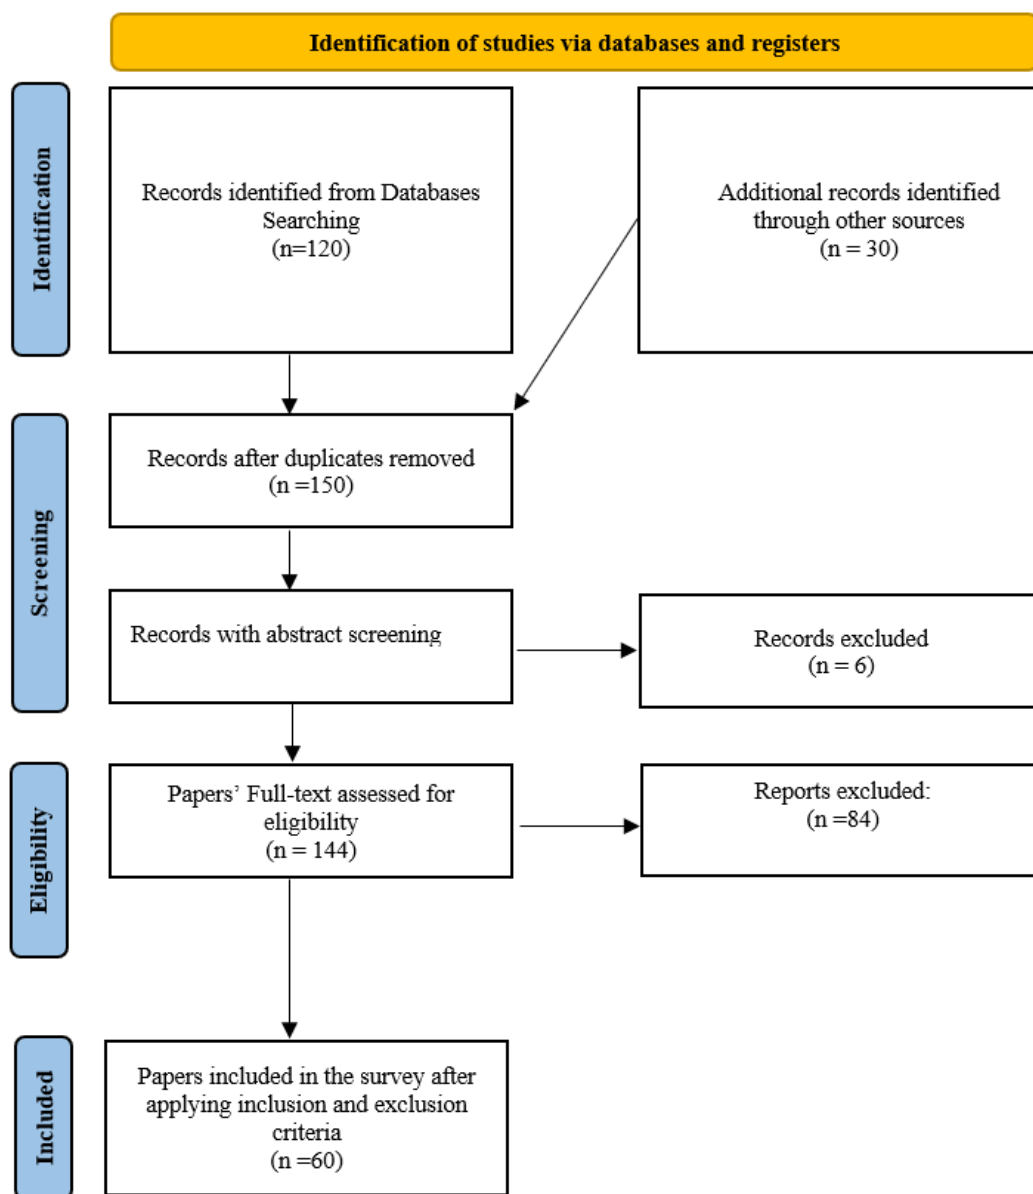 Identification of studies via databases and registers
Identification
Records identified from Databases
Searching
(n=120)
Additional records identified
through other sources
(n = 30)
Screening
Records after duplicates removed
(n =150)
Records with abstract screening
Records excluded
(n = 6)
Eligibility
Papers’ Full-text assessed for
eligibility
(n = 144)
Reports excluded:
(n =84)
Included
Papers included in the survey after
applying inclusion and exclusion
criteria
(n =60)